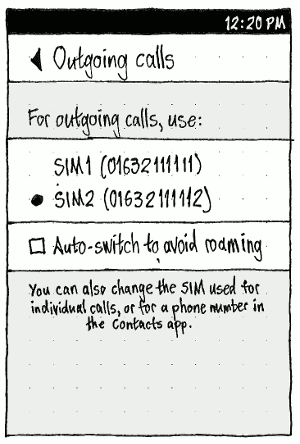 12:20 PM
Outgoing calls
For outgoing calls, use:
SIM1 (01632111111)
SIM2 (01632111112)
Auto-switch to avoid roaming
You can also change the SIM used for
individual calls, or for a phone number in
the Contacts app.